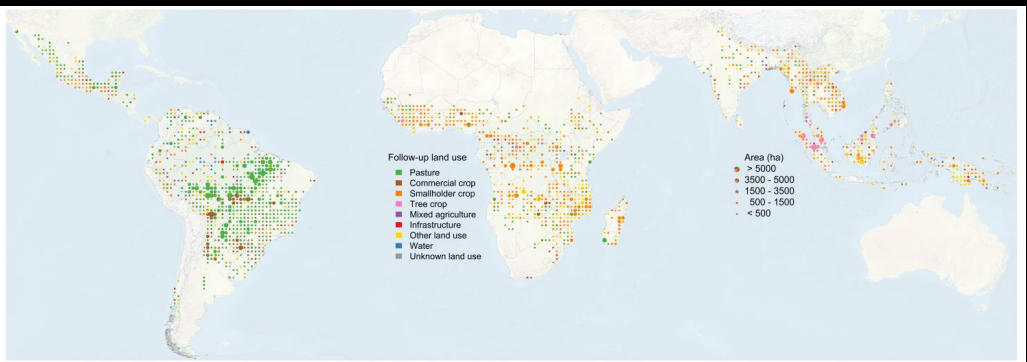 Follow-up land use
Pasture
Commercial crop
Smallholder crop
Tree crop
Mixed agriculture
Infrastructure
Other land use
Water
Unknown land use
Area (ha)
> 5000
3500 - 5000
1500 - 3500
500 - 1500
< 500